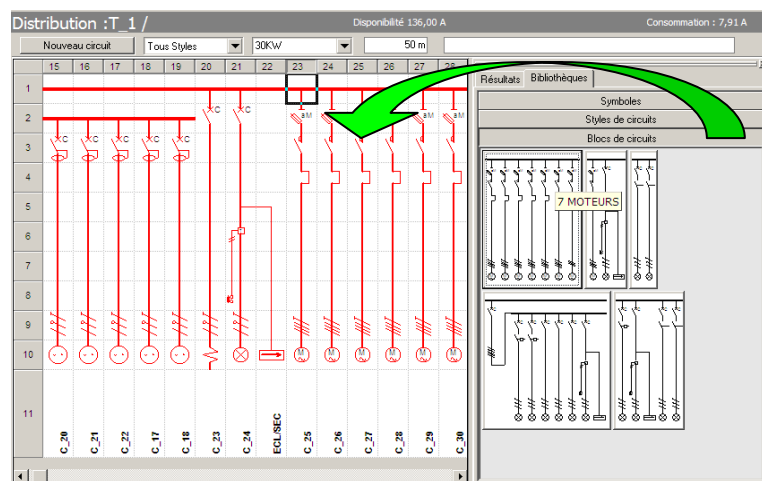 Distribution :T_1 /
Disponibilité 136,00 A
Consommation : 7,91 A
Nouveau circuit
Tous Styles
30KW
50 m
15 16 17 18 19 20 21 22 23 24 25 26 27 28
Résultats
Bibliothèques
Symboles
Styles de circuits
Blocs de circuits
7 MOTEURS
1
2
C C aM aM aM
3
C C C C C
4
5
6
7
8
9
10
M M M M M M
11
C_20 C_21 C_22 C_17 C_18 C_23 C_24 ECL/SEC C_25 C_26 C_27 C_28 C_29 C_30